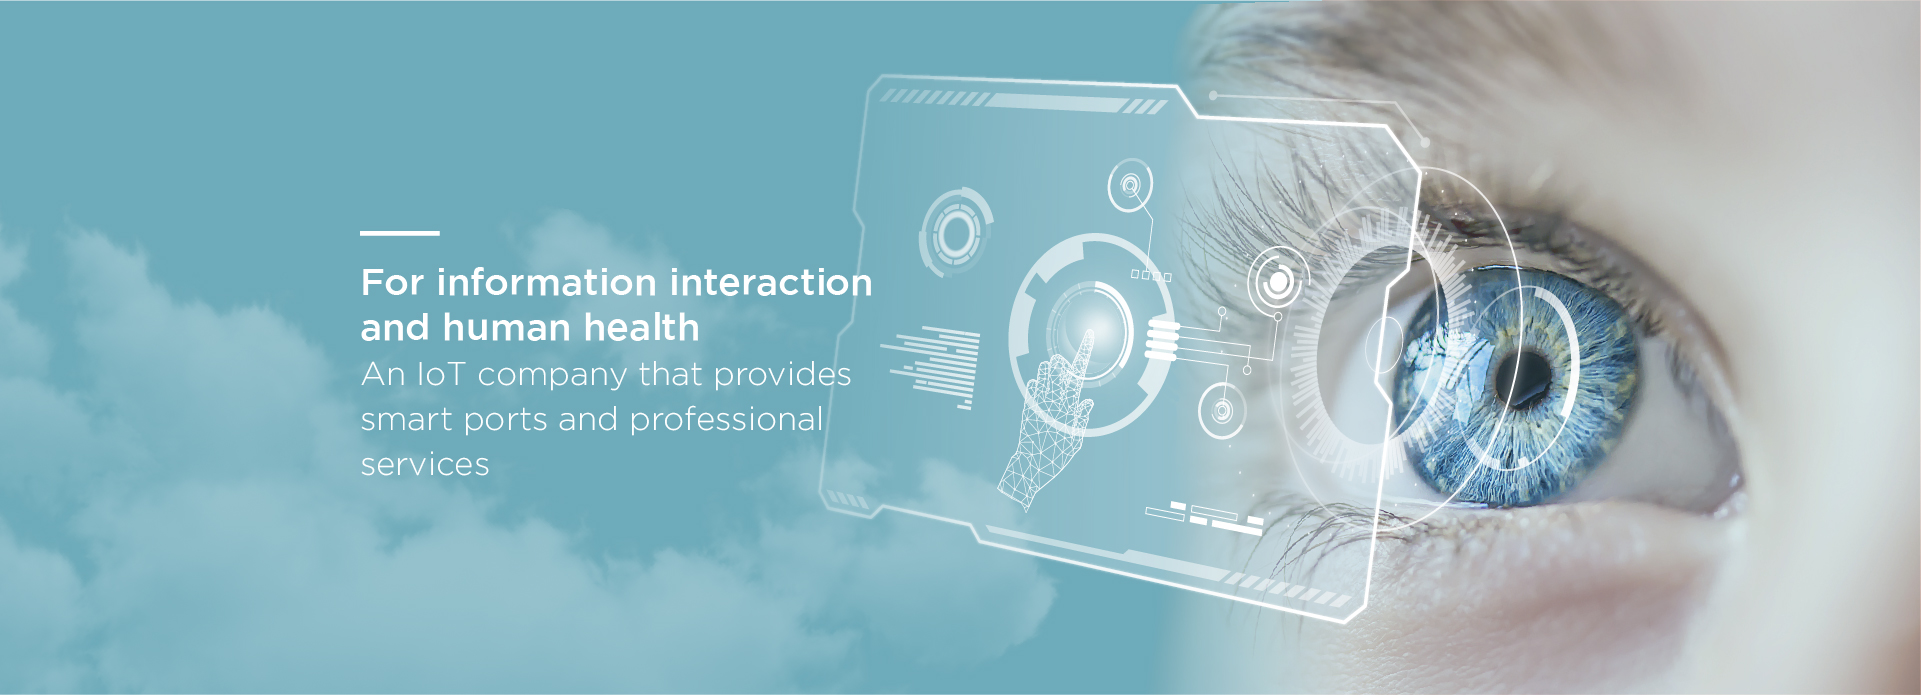 For information interaction
and human health
An IoT company that provides
smart ports and professional
services